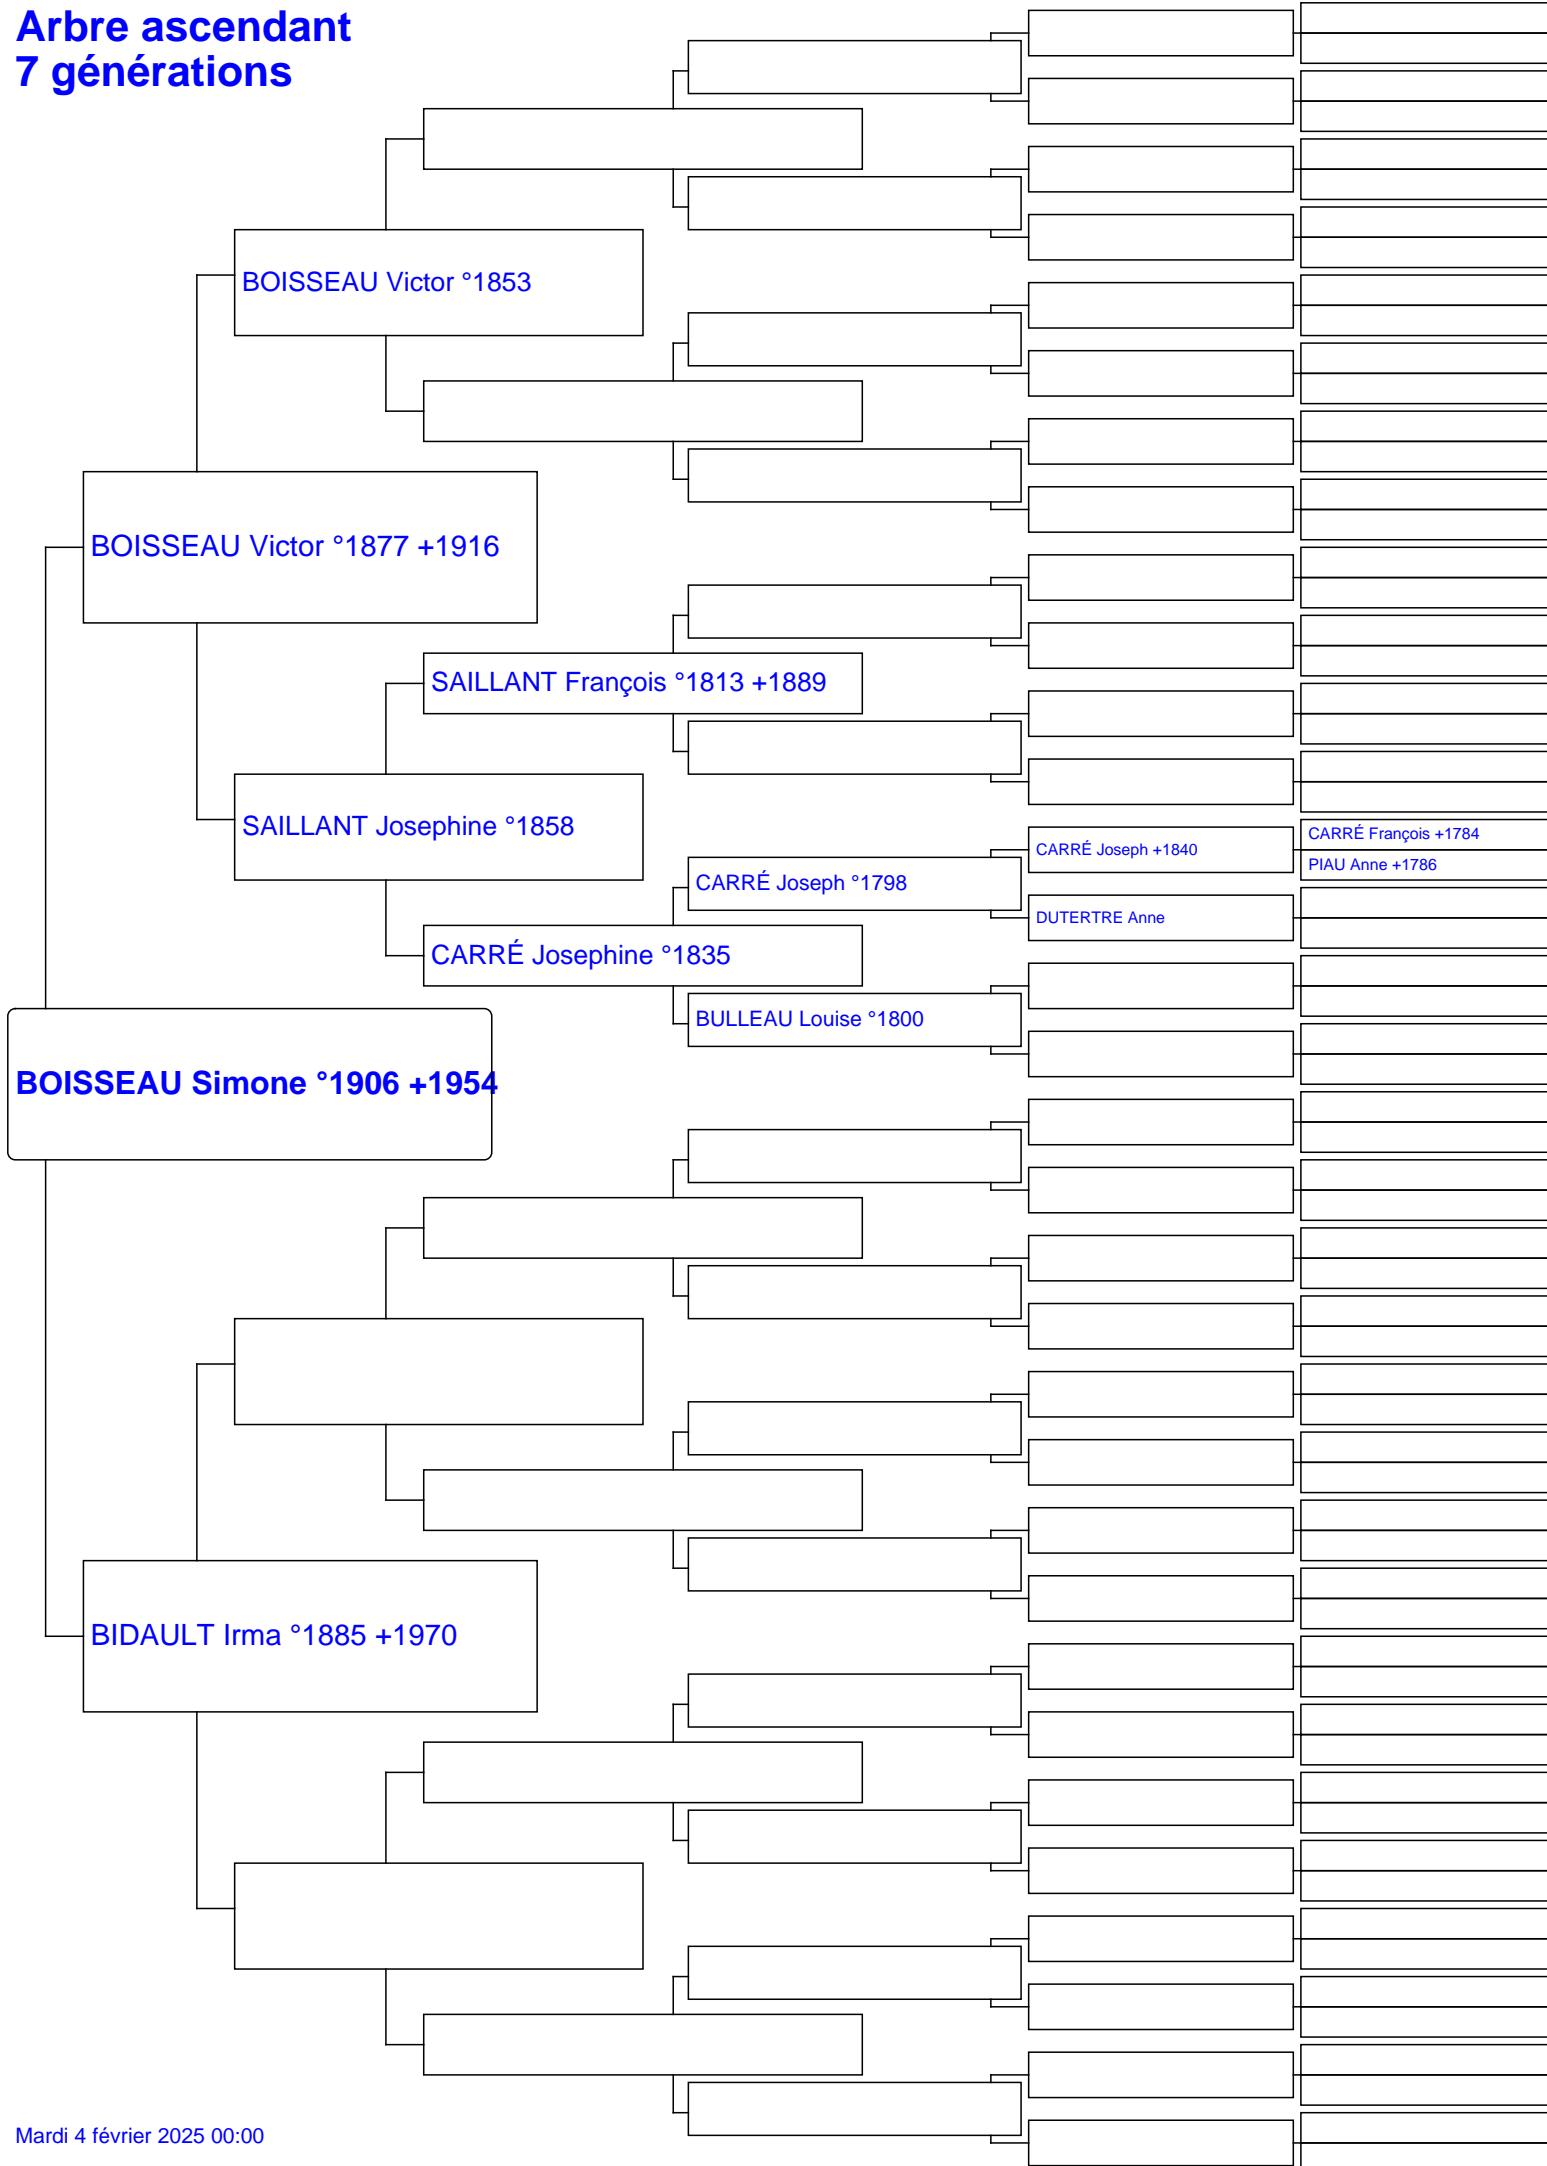 Arbre ascendant
7 générations
BOISSEAU Victor °1853
BOISSEAU Victor °1877 +1916
SAILLANT François °1813 +1889
SAILLANT Josephine °1858
CARRÉ François +1784
CARRÉ Joseph +1840
PIAU Anne +1786
CARRÉ Joseph °1798
DUTERTRE Anne
CARRÉ Josephine °1835
BULLEAU Louise °1800
BOISSEAU Simone °1906 +1954
BIDAULT Irma °1885 +1970
Mardi 4 février 2025 00:00